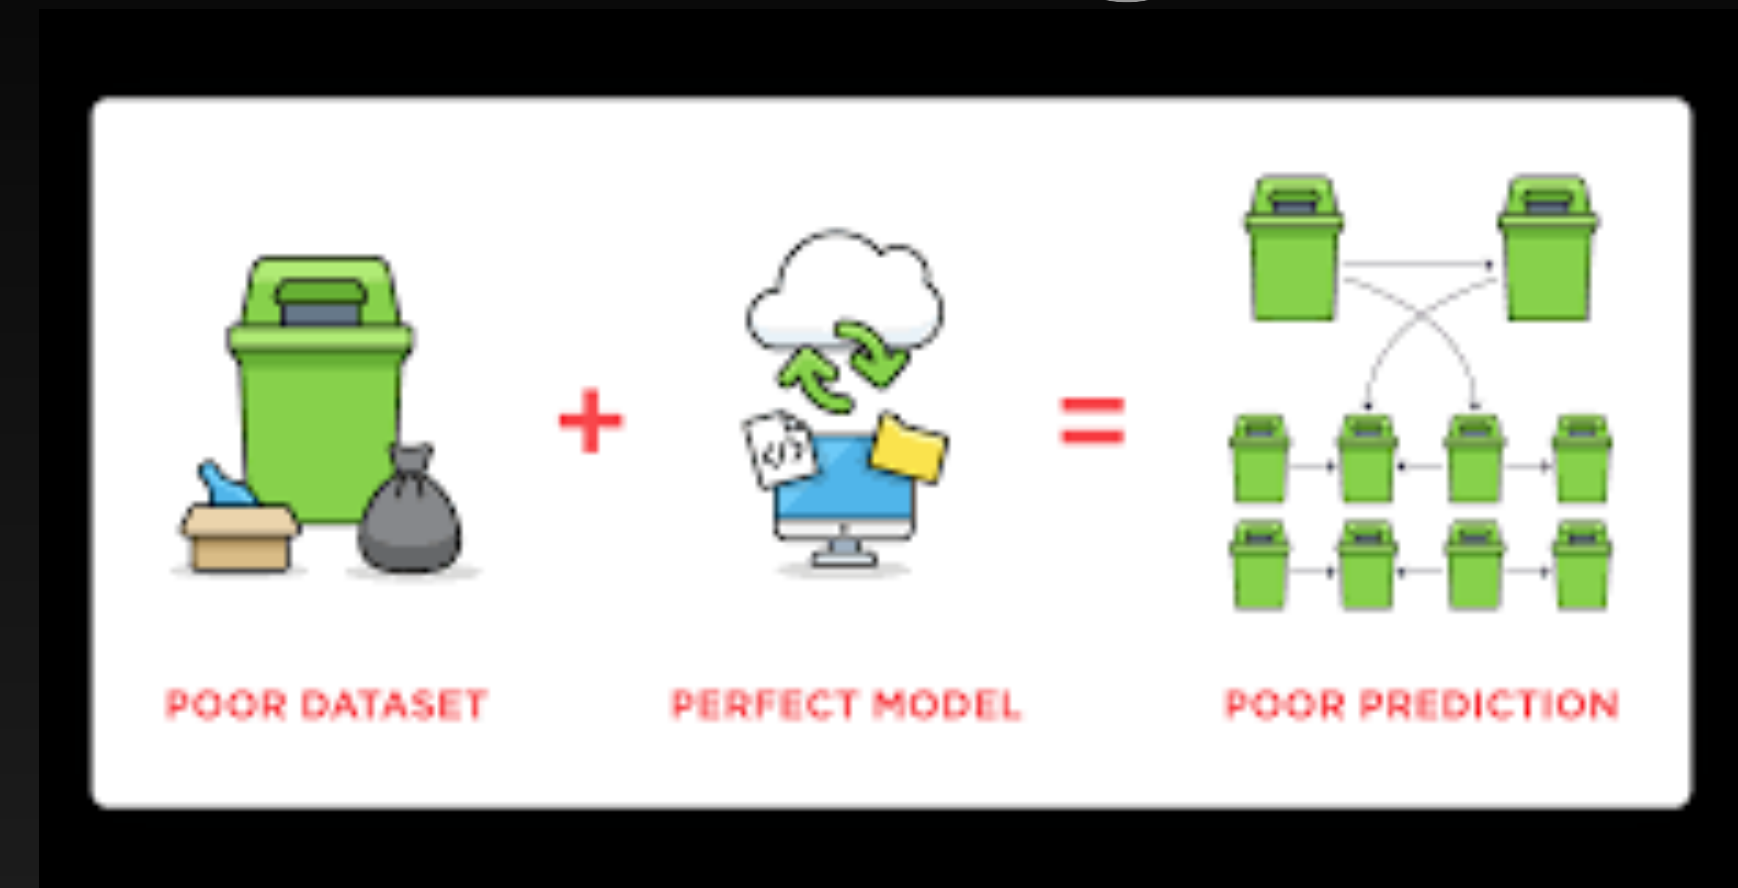 </>
+
=
POOR DATASET
PERFECT MODEL
POOR PREDICTION